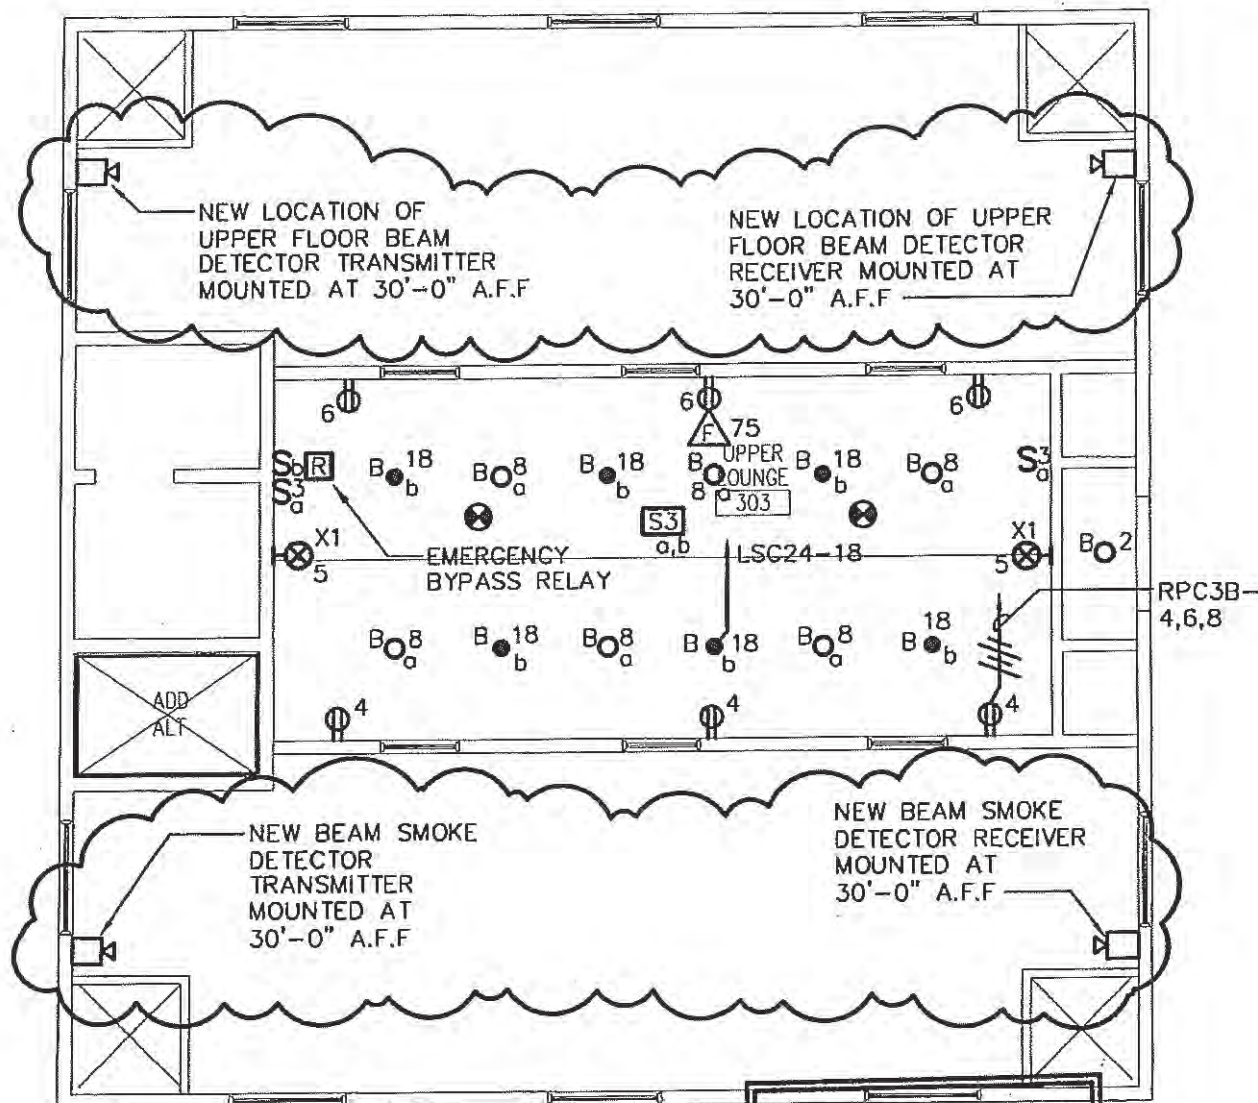 NEW LOCATION OF
UPPER FLOOR BEAM
DETECTOR TRANSMITTER
MOUNTED AT 30'-0" A.F.F
NEW LOCATION OF UPPER
FLOOR BEAM DETECTOR
RECEIVER MOUNTED AT
30'-0" A.F.F
6
6
6
F 75
UPPER
LOUNGE
303
Sb R
S3a
B 18 b
B 8 a
B 18 b
B 8 a
B 18 b
B 8 a
S3a
S3
a,b
X1
5
EMERGENCY
BYPASS RELAY
LSC24-18
X1
5
B 2
RPC3B-
4,6,8
B 8 a
B 18 b
B 8 a
B 18 b
B 8 a
B 18 b
ADD
ALT
4
4
4
NEW BEAM SMOKE
DETECTOR
TRANSMITTER
MOUNTED AT
30'-0" A.F.F
NEW BEAM SMOKE
DETECTOR RECEIVER
MOUNTED AT
30'-0" A.F.F